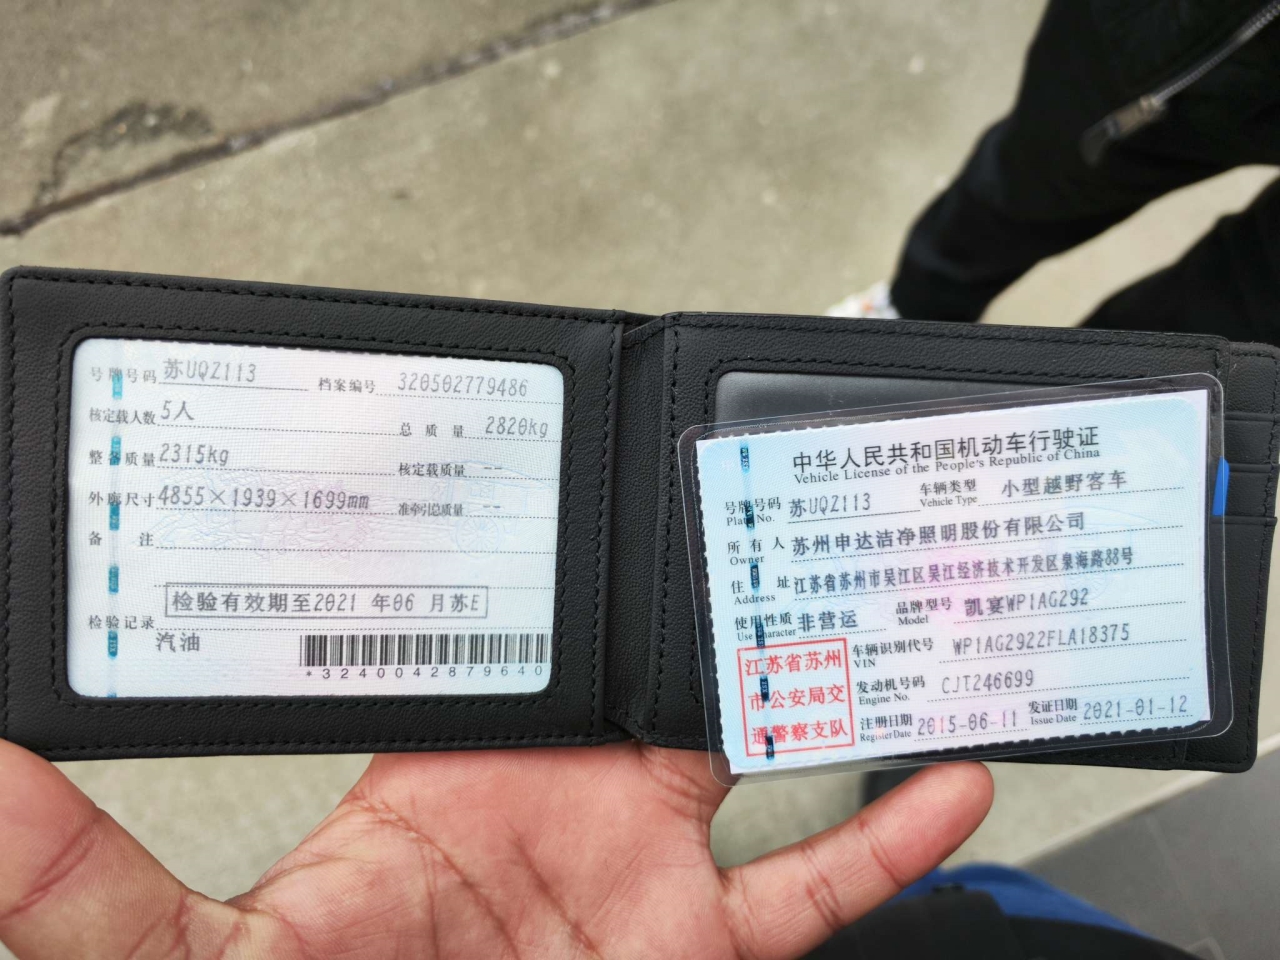 号牌号码 苏UQZ113 档案编号 320502779486
核定载人数 5人 总质量 2820kg
整备质量 2315kg 核定载质量 --
外廓尺寸 4855×1939×1699mm 准牵引总质量 --
备注
检验有效期至2021 年06 月苏E
检验记录
汽油
*3240042879640
中华人民共和国机动车行驶证
Vehicle License of the People's Republic of China
号牌号码 苏UQZ113 车辆类型 小型越野客车
Plate No. Vehicle Type
所有人 苏州申达洁净照明股份有限公司
Owner
住址 江苏省苏州市吴江区吴江经济技术开发区泉海路88号
Address
使用性质 非营运 品牌型号 凯宴WP1AG292
Use Character Model
江苏省苏州
市公安局交
通警察支队
车辆识别代号 WP1AG2922FLA18375
VIN
发动机号码 CJT246699
Engine No.
注册日期 2015-06-11 发证日期 2021-01-12
Register Date Issue Date